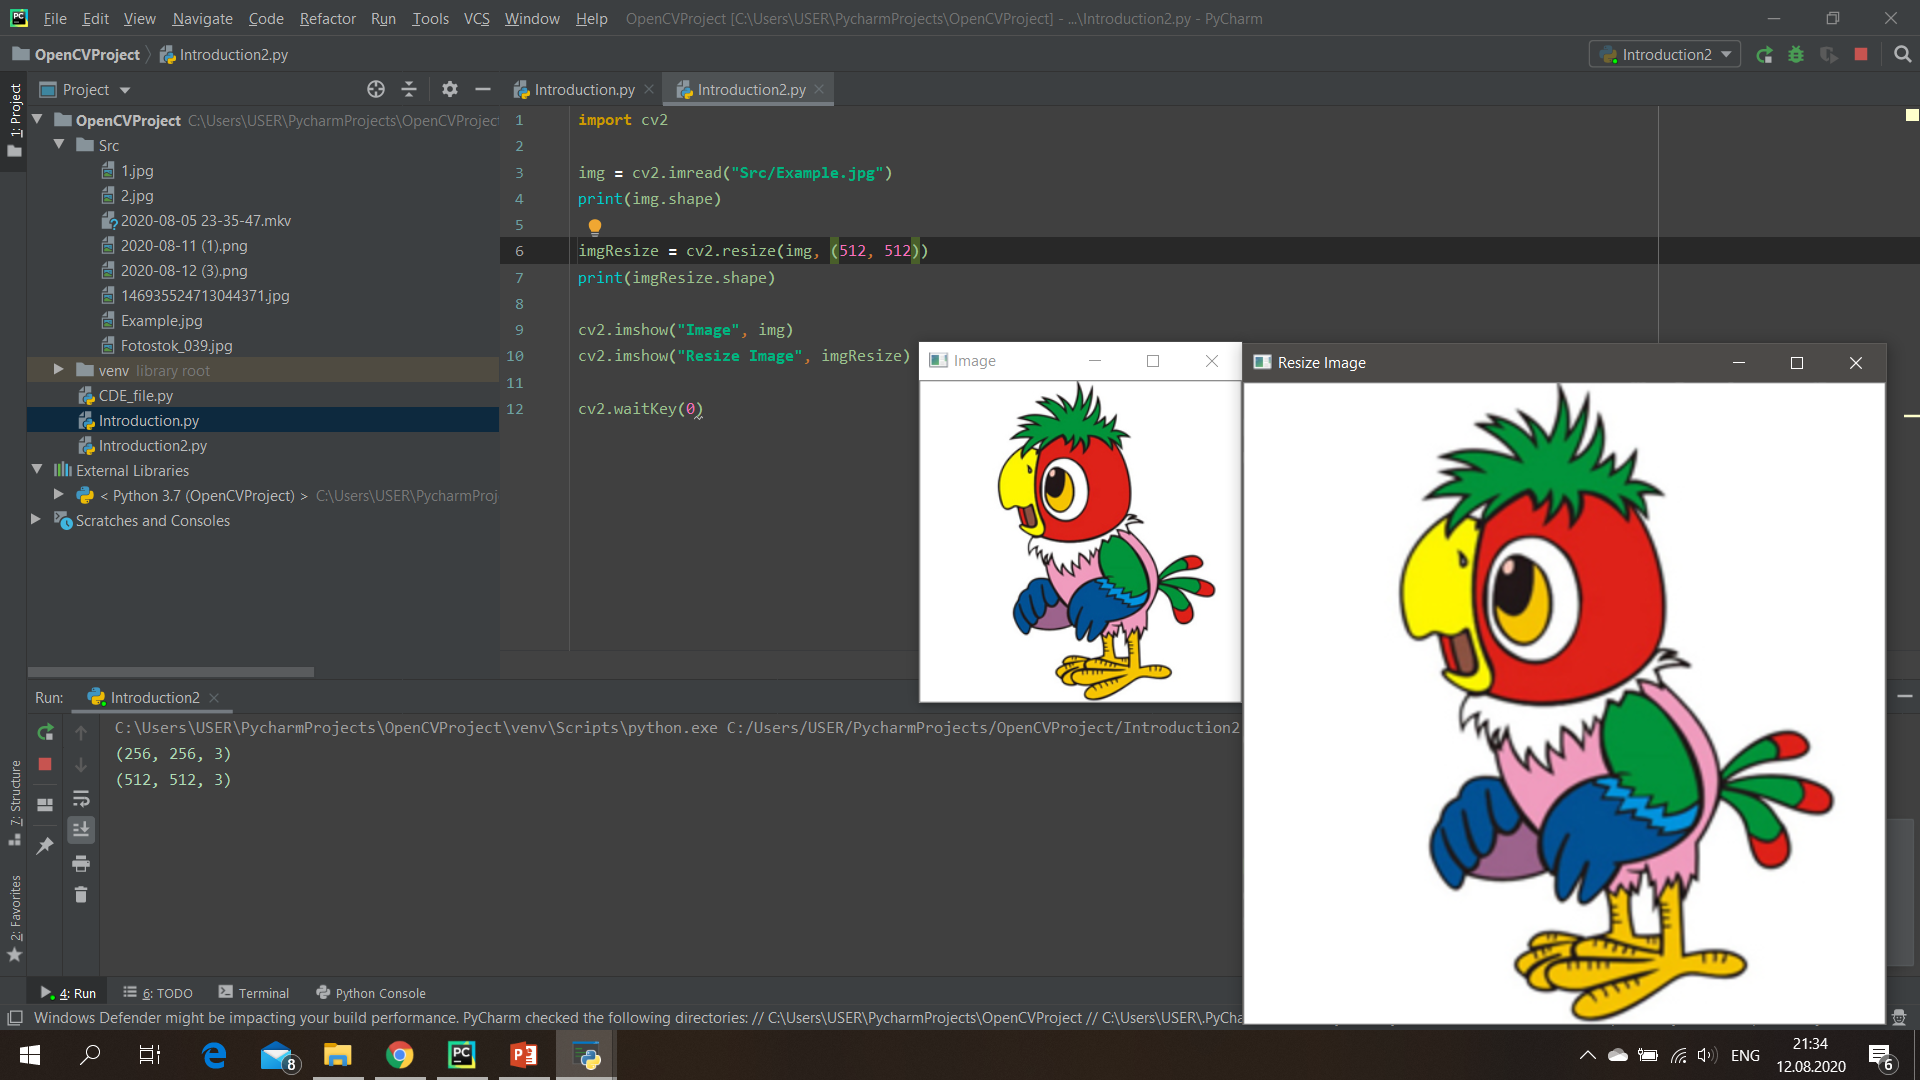 File Edit View Navigate Code Refactor Run Tools VCS Window Help OpenCVProject [C:\Users\USER\PycharmProjects\OpenCVProject] - ...\Introduction2.py - PyCharm
OpenCVProject Introduction2.py
Introduction2
1: Project
Project
Introduction.py
Introduction2.py
OpenCVProject C:\Users\USER\PycharmProjects\OpenCVProjec
Src
1.jpg
2.jpg
2020-08-05 23-35-47.mkv
2020-08-11 (1).png
2020-08-12 (3).png
146935524713044371.jpg
Example.jpg
Fotostok_039.jpg
venv library root
CDE_file.py
Introduction.py
Introduction2.py
External Libraries
< Python 3.7 (OpenCVProject) > C:\Users\USER\PycharmProj
Scratches and Consoles
1 import cv2
2
3 img = cv2.imread("Src/Example.jpg")
4 print(img.shape)
5
6 imgResize = cv2.resize(img, (512, 512))
7 print(imgResize.shape)
8
9 cv2.imshow("Image", img)
10 cv2.imshow("Resize Image", imgResize)
11
12 cv2.waitKey(0)
Image
Resize Image
Run: Introduction2
C:\Users\USER\PycharmProjects\OpenCVProject\venv\Scripts\python.exe C:/Users/USER/PycharmProjects/OpenCVProject/Introduction2
(256, 256, 3)
(512, 512, 3)
7: Structure
2: Favorites
4: Run 6: TODO Terminal Python Console
Windows Defender might be impacting your build performance. PyCharm checked the following directories: // C:\Users\USER\PycharmProjects\OpenCVProject // C:\Users\USER\.PyCha
8
ENG
21:34
12.08.2020
6